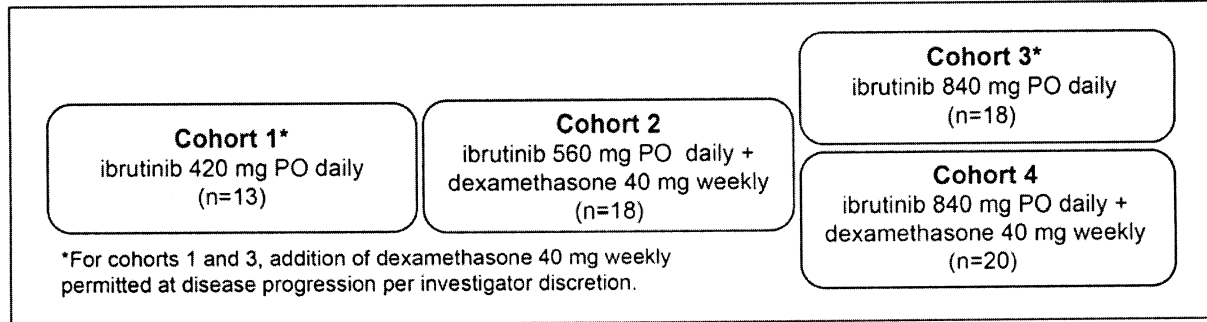 Cohort 1*
ibrutinib 420 mg PO daily
(n=13)
Cohort 2
ibrutinib 560 mg PO daily +
dexamethasone 40 mg weekly
(n=18)
Cohort 3*
ibrutinib 840 mg PO daily
(n=18)
Cohort 4
ibrutinib 840 mg PO daily +
dexamethasone 40 mg weekly
(n=20)
*For cohorts 1 and 3, addition of dexamethasone 40 mg weekly
permitted at disease progression per investigator discretion.